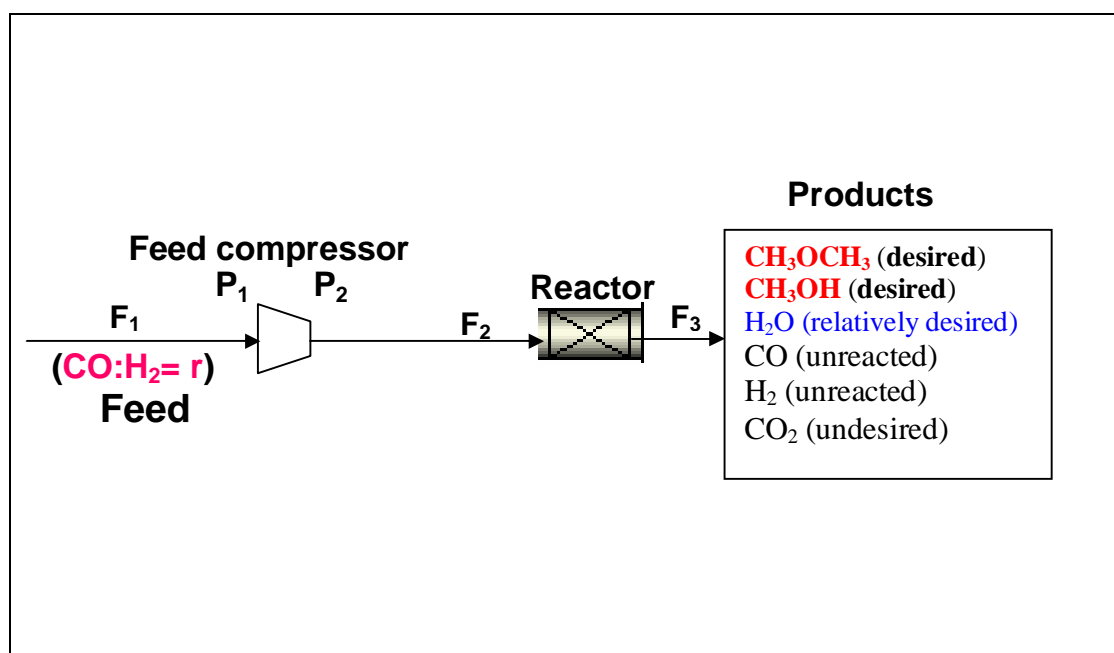 Products
Feed compressor
P₁ P₂
Reactor
F₁
F₂
F₃
(CO:H₂= r)
Feed
CH₃OCH₃ (desired)
CH₃OH (desired)
H₂O (relatively desired)
CO (unreacted)
H₂ (unreacted)
CO₂ (undesired)